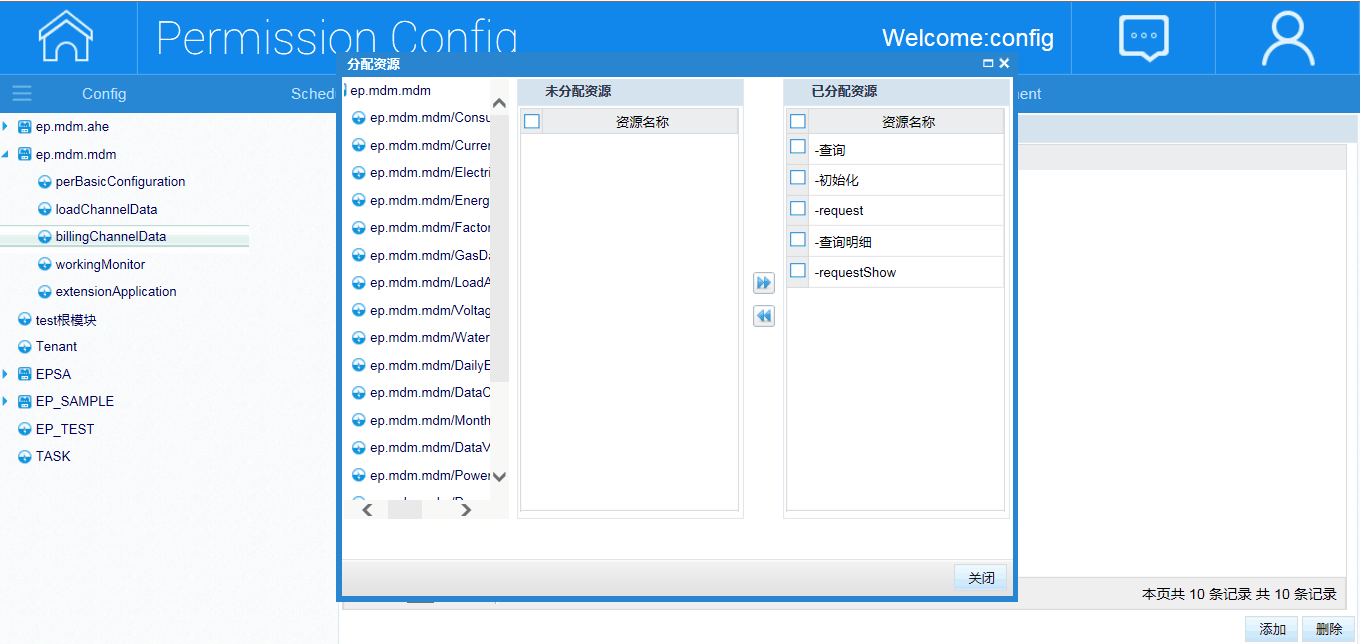 Permission Config
Welcome:config
Config
Sched
ent
ep.mdm.ahe
ep.mdm.mdm
perBasicConfiguration
loadChannelData
billingChannelData
workingMonitor
extensionApplication
test根模块
Tenant
EPSA
EP_SAMPLE
EP_TEST
TASK
分配资源
ep.mdm.mdm
ep.mdm.mdm/Consu
ep.mdm.mdm/Curren
ep.mdm.mdm/Electri
ep.mdm.mdm/Energ
ep.mdm.mdm/Factor
ep.mdm.mdm/GasDa
ep.mdm.mdm/LoadA
ep.mdm.mdm/Voltag
ep.mdm.mdm/Water
ep.mdm.mdm/DailyE
ep.mdm.mdm/DataC
ep.mdm.mdm/Month
ep.mdm.mdm/DataV
ep.mdm.mdm/Power
未分配资源
资源名称
已分配资源
资源名称
-查询
-初始化
-request
-查询明细
-requestShow
关闭
本页共 10 条记录 共 10 条记录
添加
删除